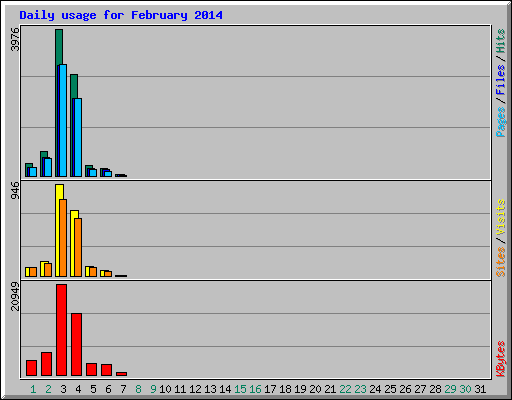 Daily usage for February 2014
3976
Pages/Files/Hits
946
Sites/Visits
20949
KBytes
1 2 3 4 5 6 7 8 9 10 11 12 13 14 15 16 17 18 19 20 21 22 23 24 25 26 27 28 29 30 31